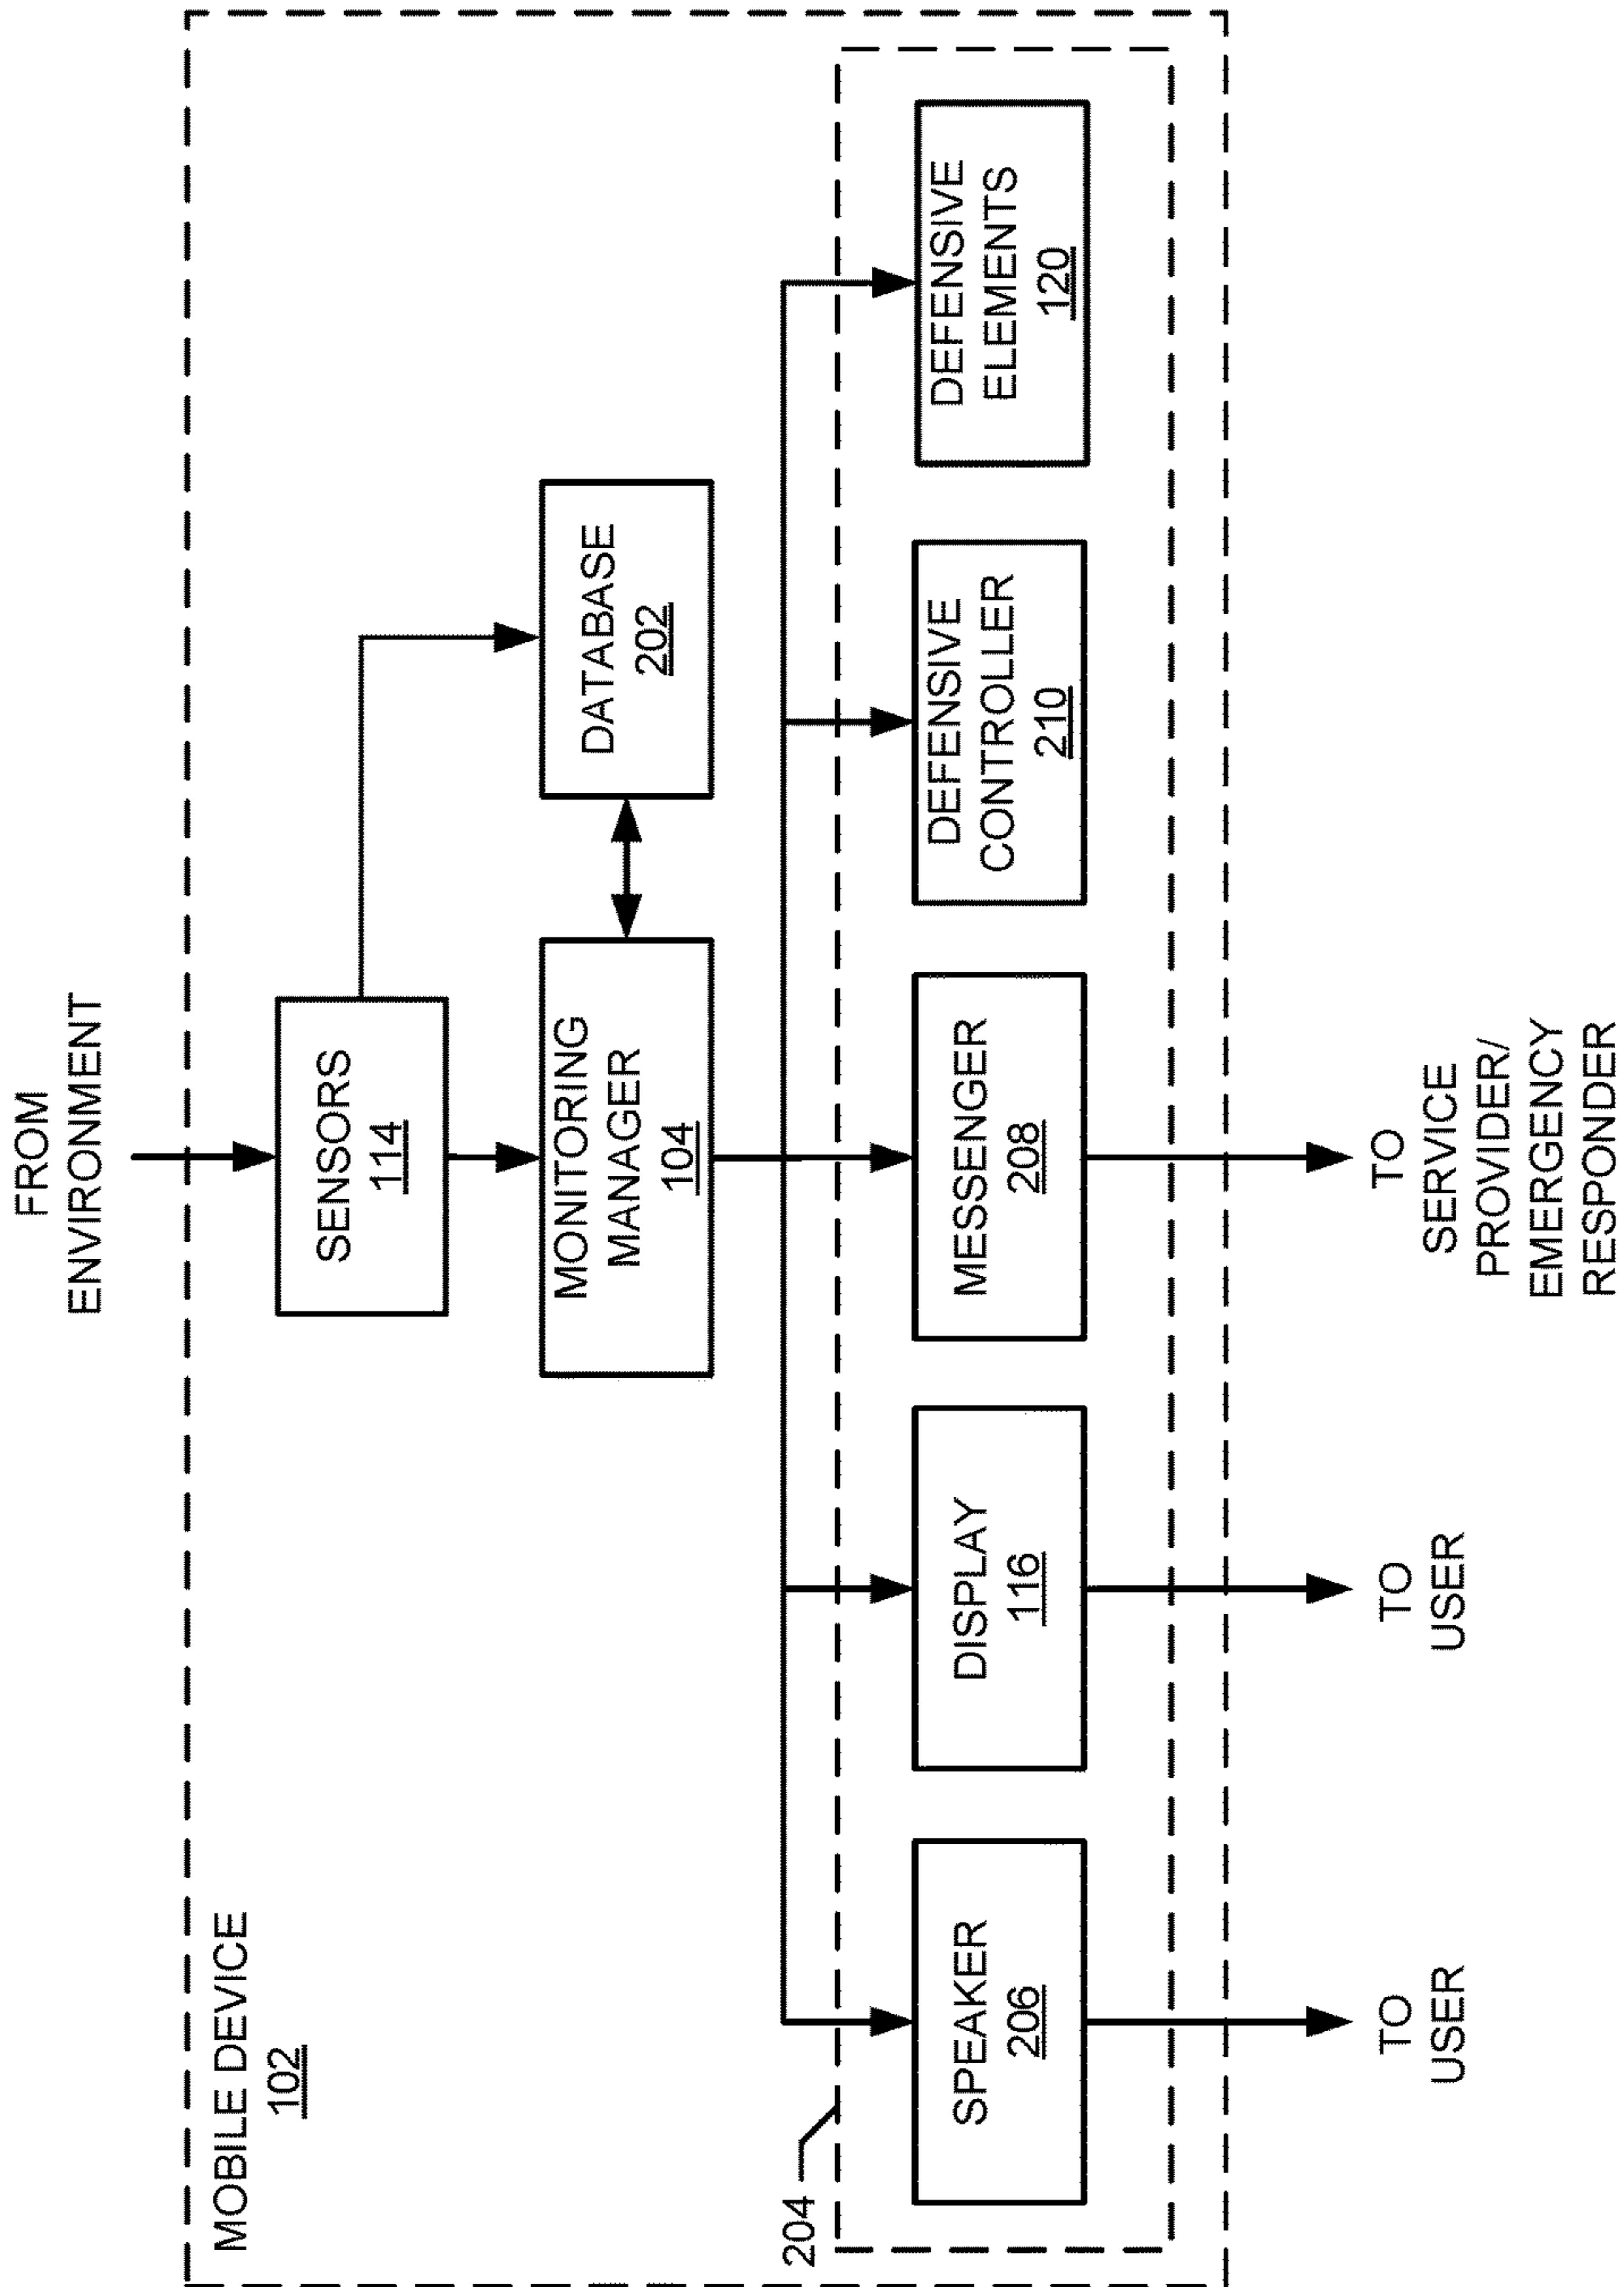 MOBILE DEVICE
102
FROM
ENVIRONMENT
SENSORS
114
MONITORING
MANAGER
104
DATABASE
202
204
SPEAKER
206
DISPLAY
116
MESSENGER
208
DEFENSIVE
CONTROLLER
210
DEFENSIVE
ELEMENTS
120
TO
USER
TO
USER
TO
SERVICE
PROVIDER/
EMERGENCY
RESPONDER